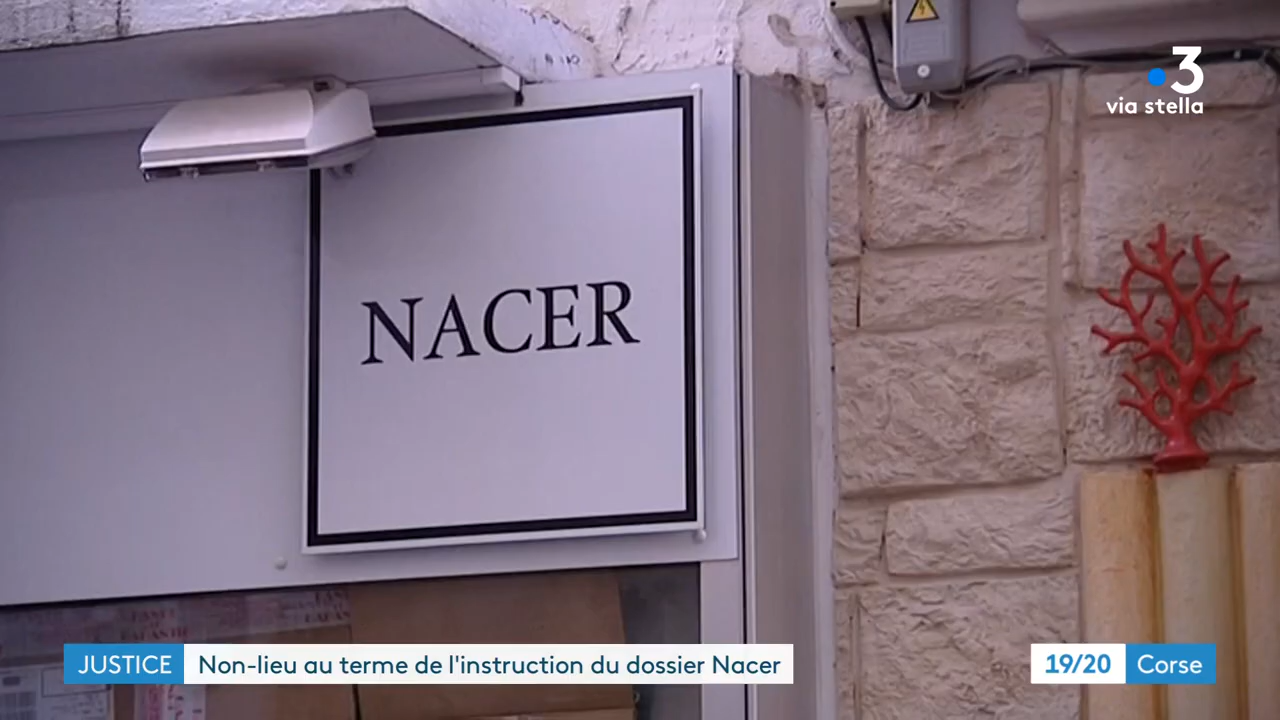 3
via stella
NACER
JUSTICE Non-lieu au terme de l'instruction du dossier Nacer
19/20 Corse